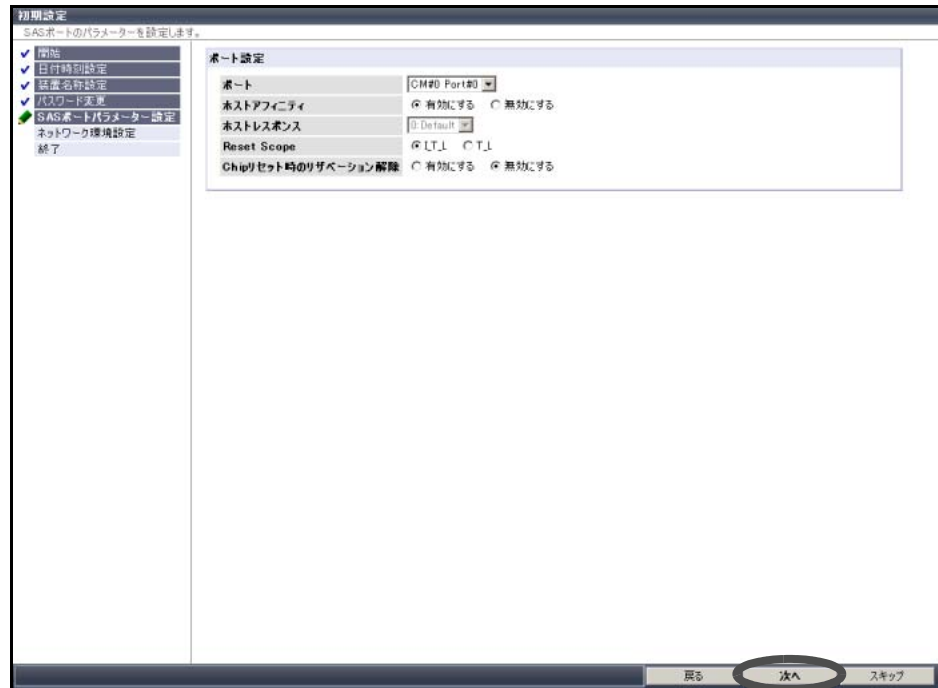 初期設定
SASポートのパラメーターを設定します。
開始
日付時刻設定
装置名称設定
パスワード変更
SASポートパラメーター設定
ネットワーク環境設定
終了
ポート設定
ポート CM#0 Port#0
ホストアフィニティ 有効にする 無効にする
ホストレスポンス 0:Default
Reset Scope I_T_L T_L
Chipリセット時のリザベーション解除 有効にする 無効にする
戻る 次へ スキップ